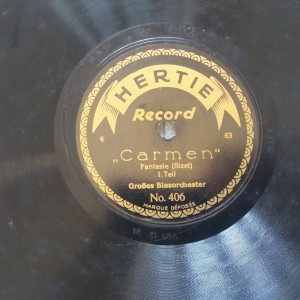 HERTIE
Record
6 63
„Carmen“
Fantasie (Bizet)
1. Teil
Großes Blasorchester
No. 406
MARQUE DÉPOSÉE